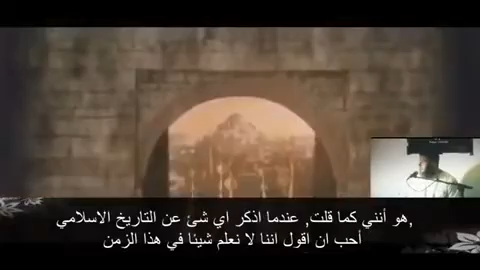 هو أنني كما قلت, عندما اذكر اي شئ عن التاريخ الاسلامي,
أحب ان أقول اننا لا نعلم شيئا في هذا الزمن